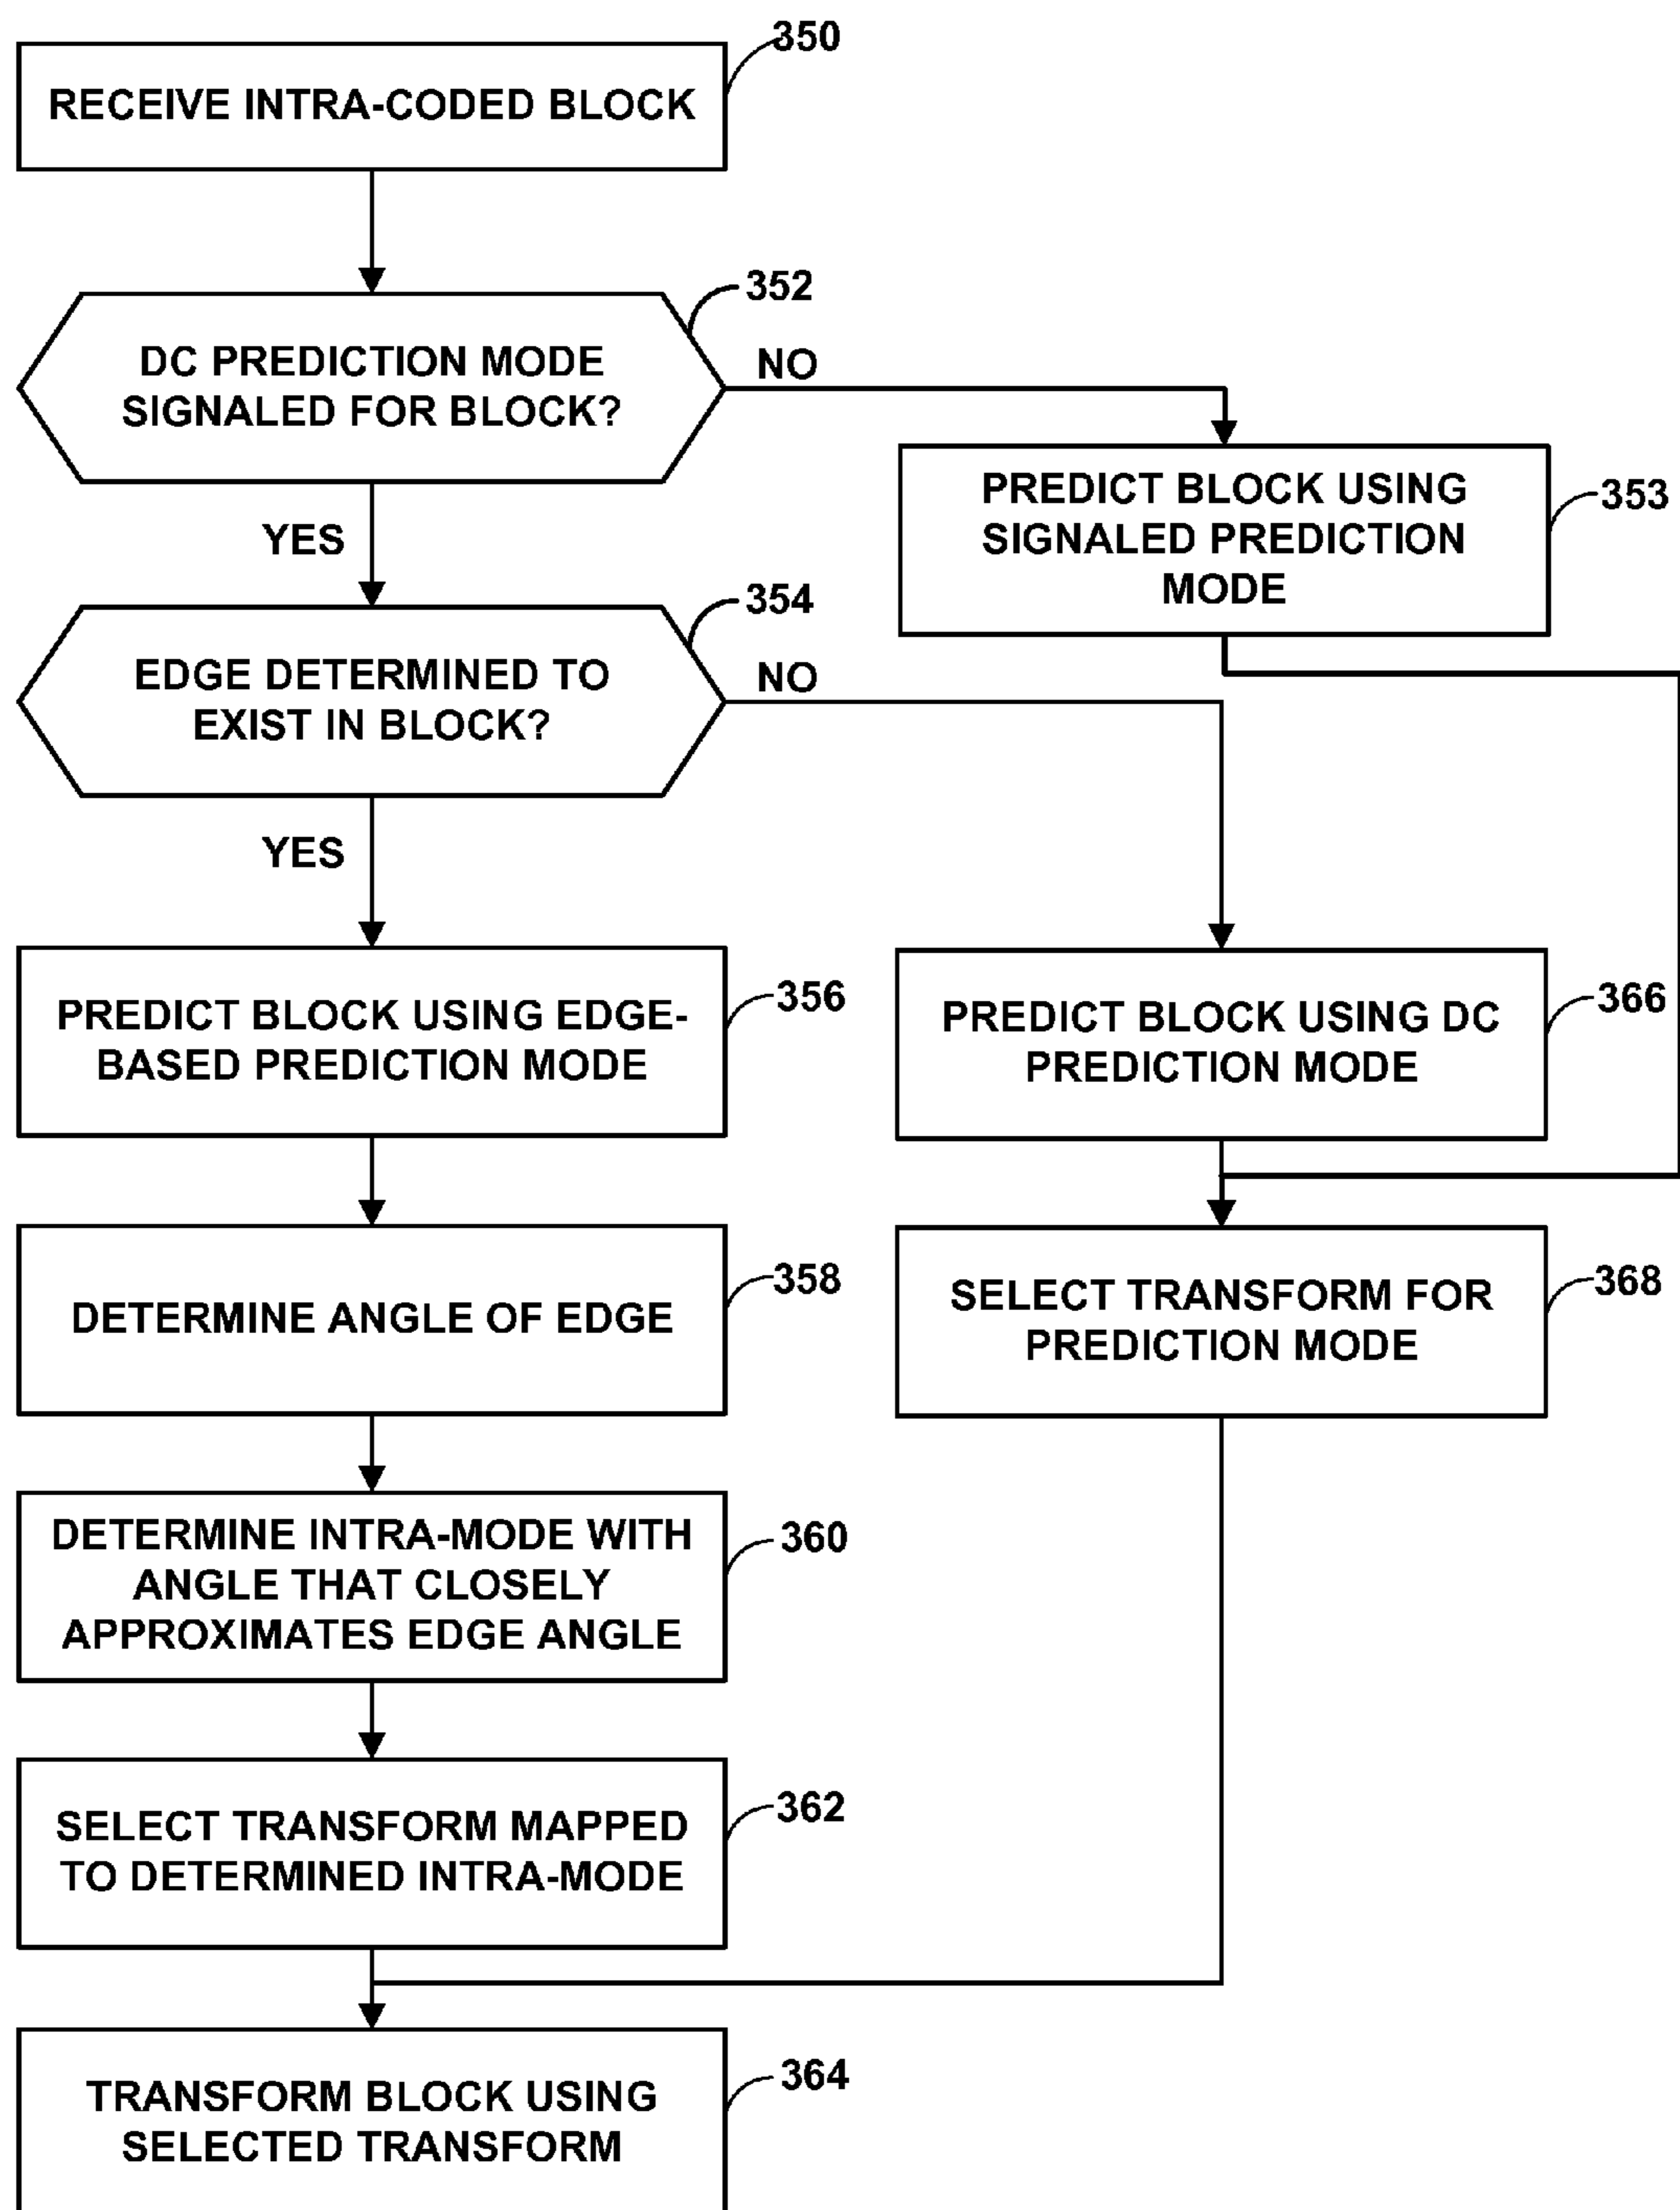 350
RECEIVE INTRA-CODED BLOCK
352
DC PREDICTION MODE
SIGNALED FOR BLOCK?
NO
YES
PREDICT BLOCK USING
SIGNALED PREDICTION
MODE
353
354
EDGE DETERMINED TO
EXIST IN BLOCK?
NO
YES
PREDICT BLOCK USING EDGE-
BASED PREDICTION MODE
356
PREDICT BLOCK USING DC
PREDICTION MODE
366
DETERMINE ANGLE OF EDGE
358
SELECT TRANSFORM FOR
PREDICTION MODE
368
DETERMINE INTRA-MODE WITH
ANGLE THAT CLOSELY
APPROXIMATES EDGE ANGLE
360
SELECT TRANSFORM MAPPED
TO DETERMINED INTRA-MODE
362
TRANSFORM BLOCK USING
SELECTED TRANSFORM
364